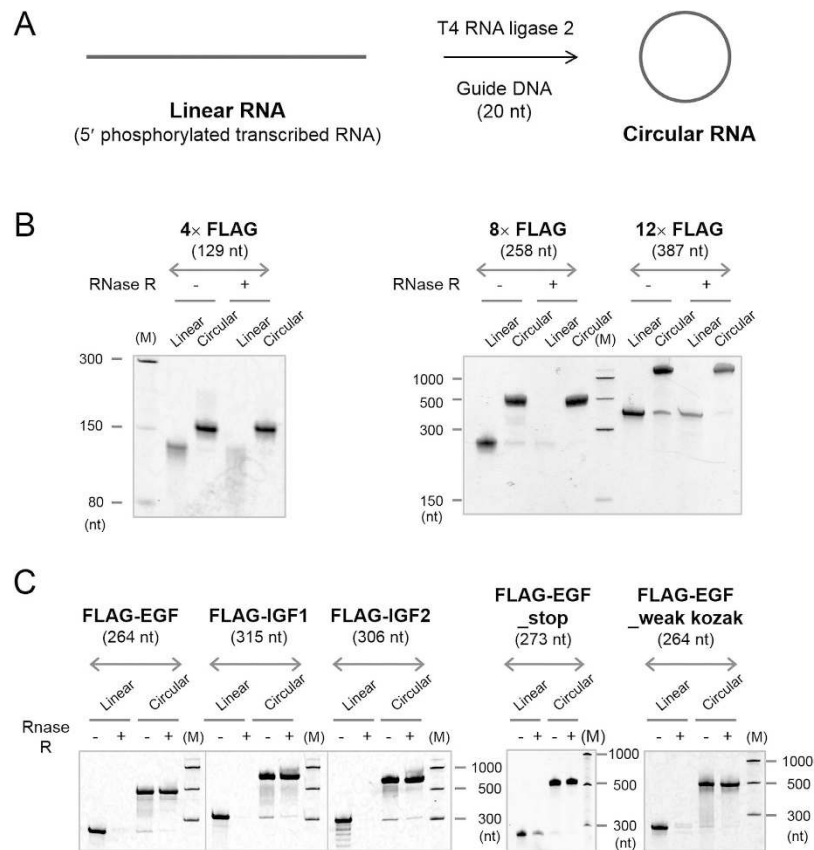 A
T4 RNA ligase 2
Guide DNA
(20 nt)
Linear RNA
(5′ phosphorylated transcribed RNA)
Circular RNA
B
4× FLAG
(129 nt)
8× FLAG
(258 nt)
12× FLAG
(387 nt)
RNase R - +
RNase R - + - +
(M) Linear Circular Linear Circular
Linear Circular Linear Circular (M) Linear Circular Linear Circular
300
150
80
(nt)
1000
500
300
150
(nt)
C
FLAG-EGF
(264 nt)
FLAG-IGF1
(315 nt)
FLAG-IGF2
(306 nt)
FLAG-EGF
_stop
(273 nt)
FLAG-EGF
_weak kozak
(264 nt)
Linear Circular Linear Circular Linear Circular Linear Circular Linear Circular
Rnase
R
- + - + (M) - + - + (M) - + - + (M) - + - + (M) - + - + (M)
1000
500
300
(nt)
1000
500
300
(nt)
1000
500
300
(nt)